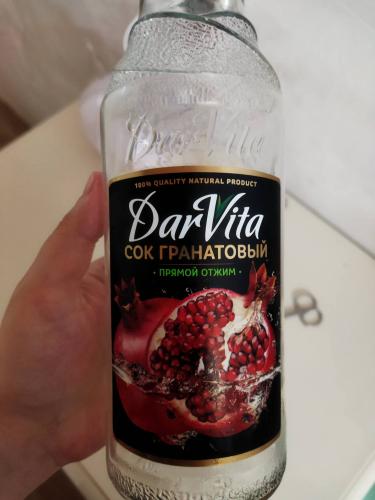 DarVita
100% QUALITY NATURAL PRODUCT
DarVita
СОК ГРАНАТОВЫЙ
• ПРЯМОЙ ОТЖИМ •